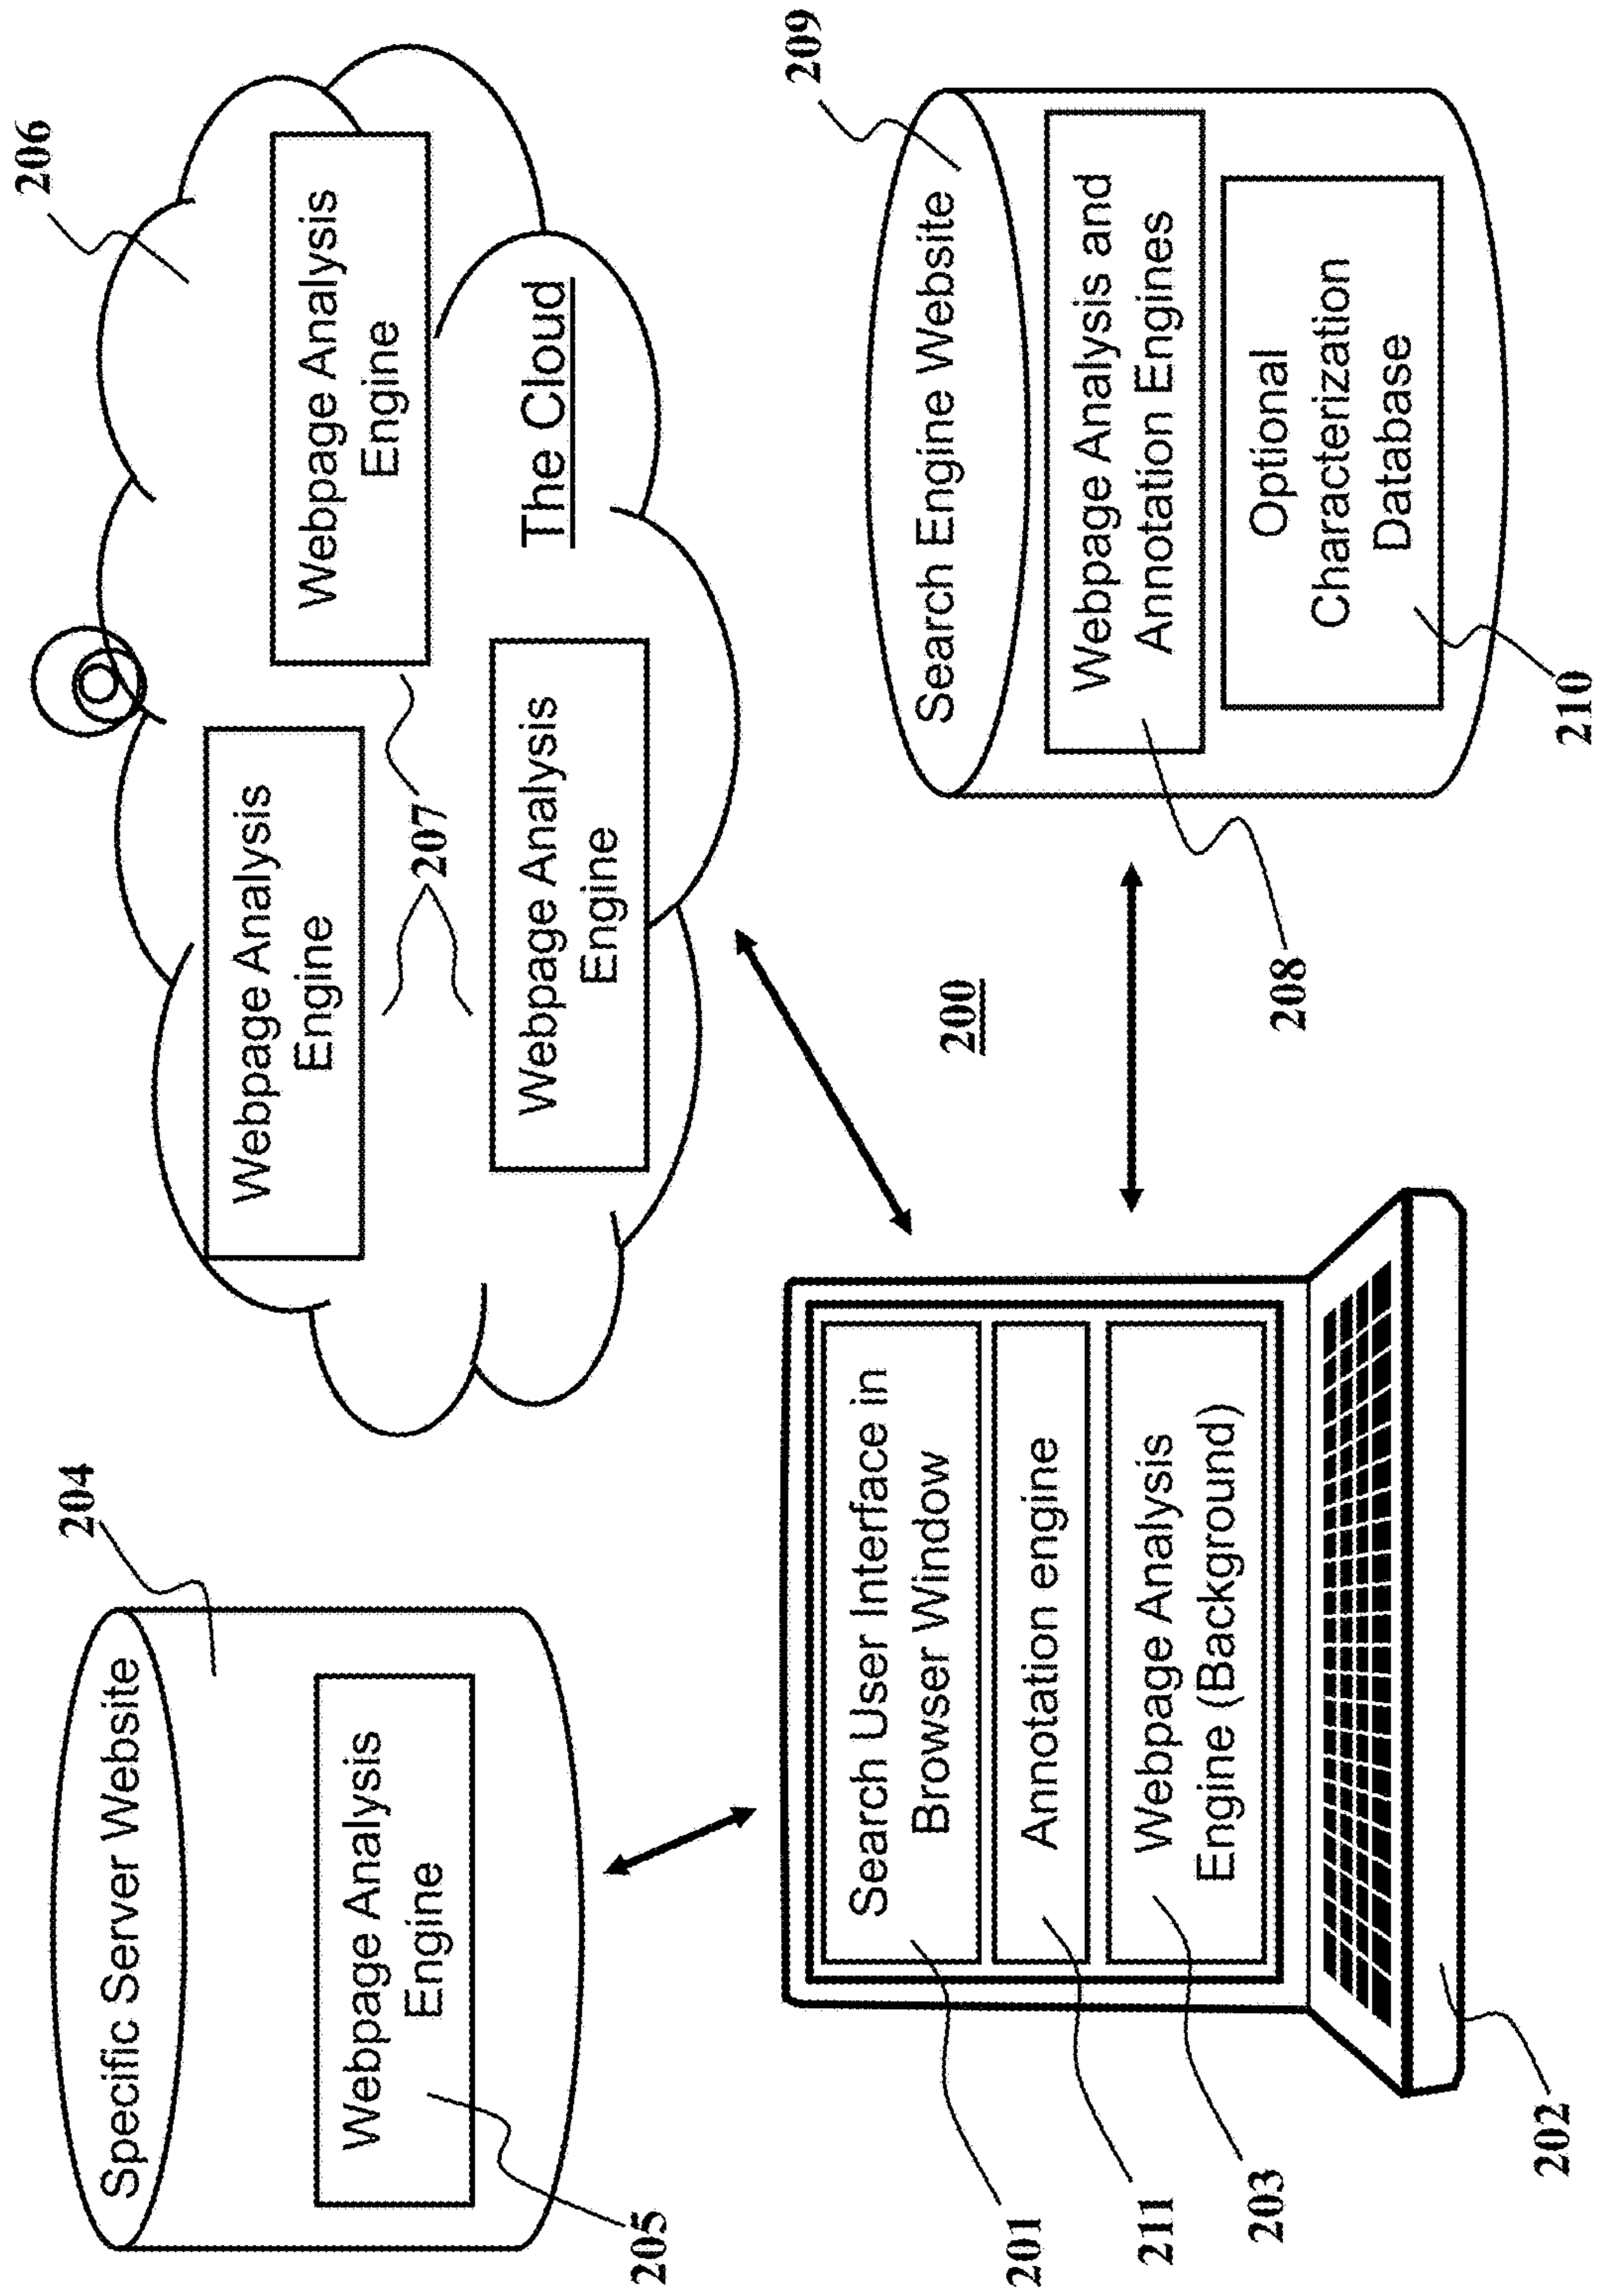 204
Specific Server Website
Webpage Analysis
Engine
205
206
Webpage Analysis
Engine
Webpage Analysis
Engine
207
Webpage Analysis
Engine
The Cloud
Search User Interface in
Browser Window
Annotation engine
Webpage Analysis
Engine (Background)
201
211
203
202
200
209
Search Engine Website
Webpage Analysis and
Annotation Engines
Optional
Characterization
Database
208
210